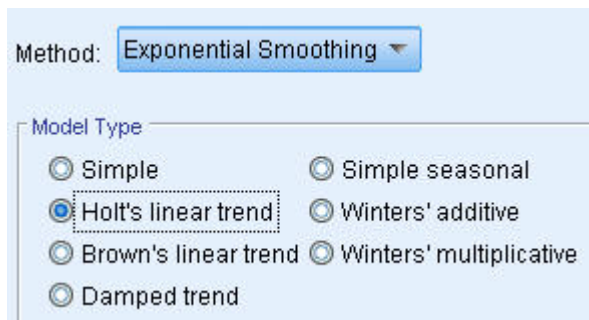 Method: Exponential Smoothing
Model Type
Simple
Simple seasonal
Holt's linear trend
Winters' additive
Brown's linear trend
Winters' multiplicative
Damped trend